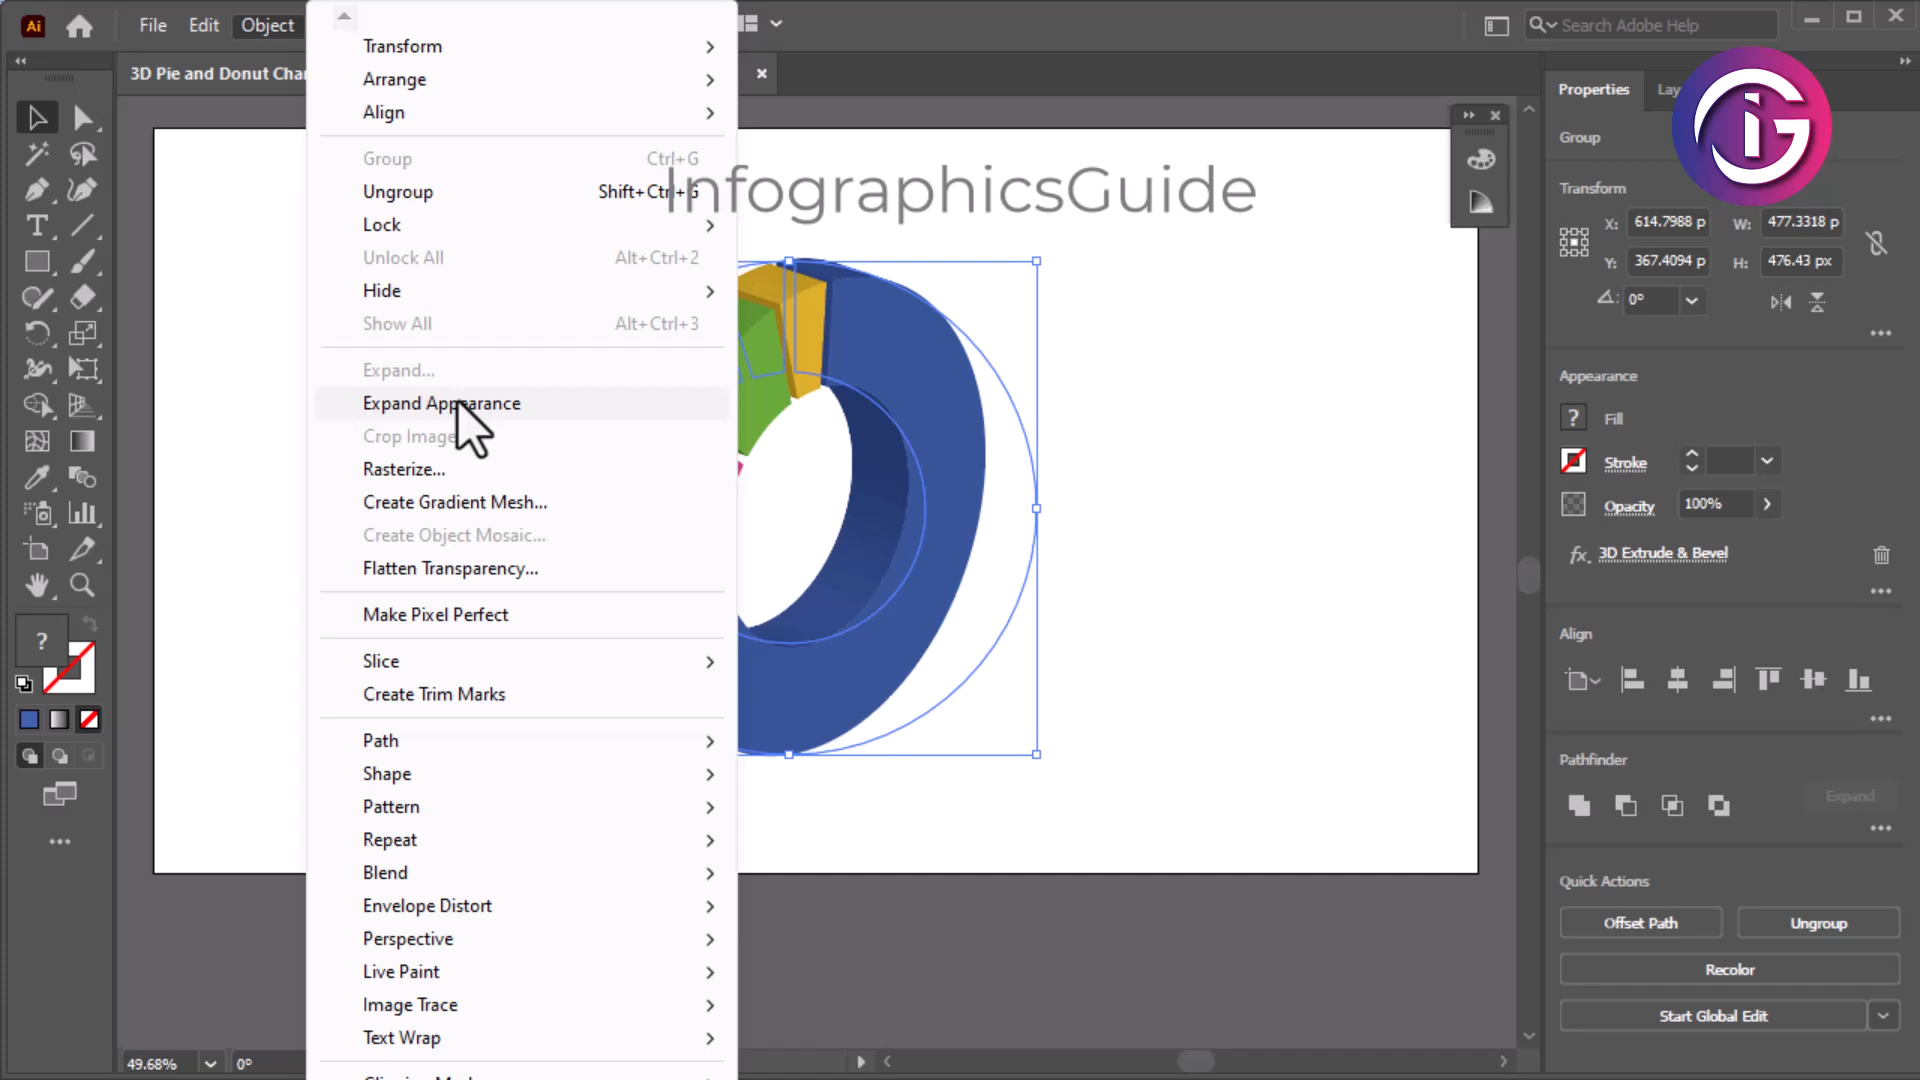 Ai
File
Edit
Object
Search Adobe Help
3D Pie and Donut Cha
Transform
Arrange
Align
Group Ctrl+G
Ungroup Shift+Ctrl+G
Lock
Unlock All Alt+Ctrl+2
Hide
Show All Alt+Ctrl+3
Expand...
Expand Appearance
Crop Image
Rasterize...
Create Gradient Mesh...
Create Object Mosaic...
Flatten Transparency...
Make Pixel Perfect
Slice
Create Trim Marks
Path
Shape
Pattern
Repeat
Blend
Envelope Distort
Perspective
Live Paint
Image Trace
Text Wrap
InfographicsGuide
iG
Properties
Lay
Group
Transform
X: 614.7988 p W: 477.3318 p
Y: 367.4094 p H: 476.43 px
0°
Appearance
? Fill
Stroke
Opacity 100%
fx. 3D Extrude & Bevel
Align
Pathfinder
Expand
Quick Actions
Offset Path Ungroup
Recolor
Start Global Edit
?
49.68% 0°